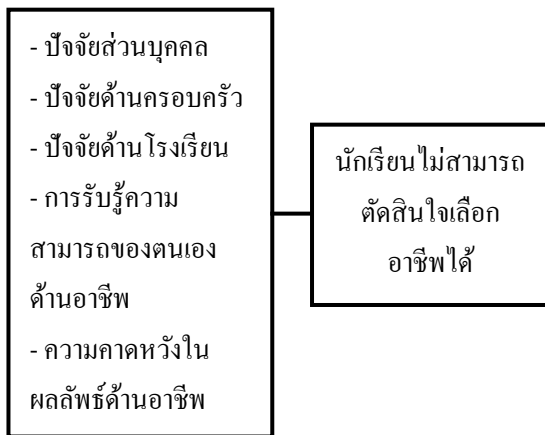 - ปัจจัยส่วนบุคคล
- ปัจจัยด้านครอบครัว
- ปัจจัยด้านโรงเรียน
- การรับรู้ความ
สามารถของตนเอง
ด้านอาชีพ
- ความคาดหวังใน
ผลลัพธ์ด้านอาชีพ
นักเรียนไม่สามารถ
ตัดสินใจเลือก
อาชีพได้